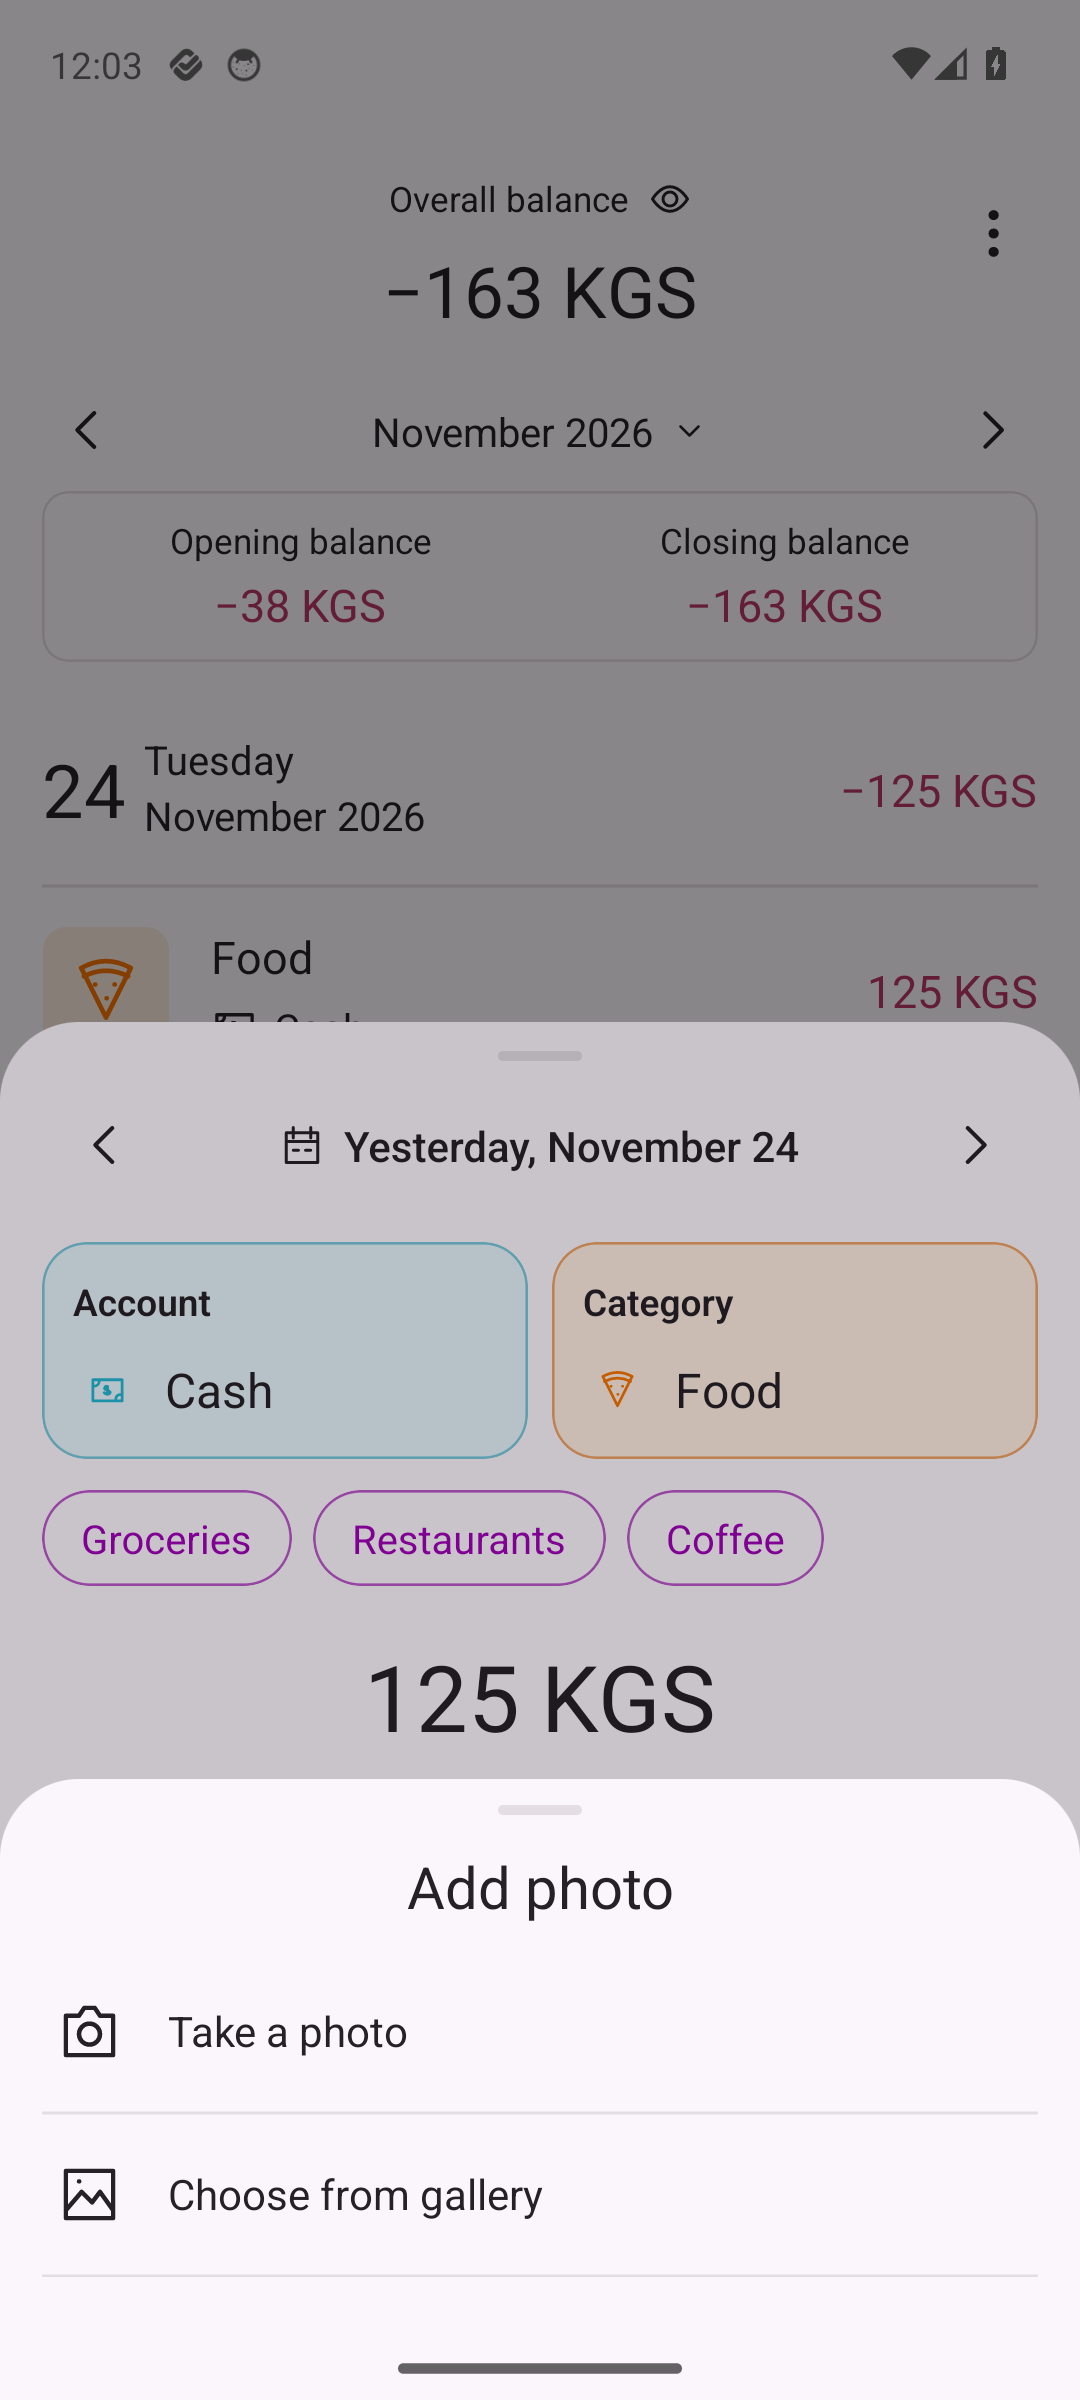 12:03
Overall balance
−163 KGS
November 2026
Opening balance
Closing balance
−38 KGS
−163 KGS
24
Tuesday
November 2026
−125 KGS
Food
125 KGS
Cash
Yesterday, November 24
Account
Cash
Category
Food
Groceries
Restaurants
Coffee
125 KGS
Add photo
Take a photo
Choose from gallery